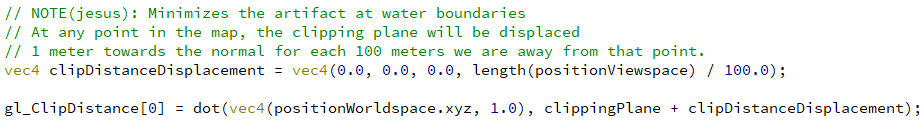 // NOTE(jesus): Minimizes the artifact at water boundaries
// At any point in the map, the clipping plane will be displaced
// 1 meter towards the normal for each 100 meters we are away from that point.
vec4 clipDistanceDisplacement = vec4(0.0, 0.0, 0.0, length(positionViewspace) / 100.0);
gl_ClipDistance[0] = dot(vec4(positionWorldspace.xyz, 1.0), clippingPlane + clipDistanceDisplacement);